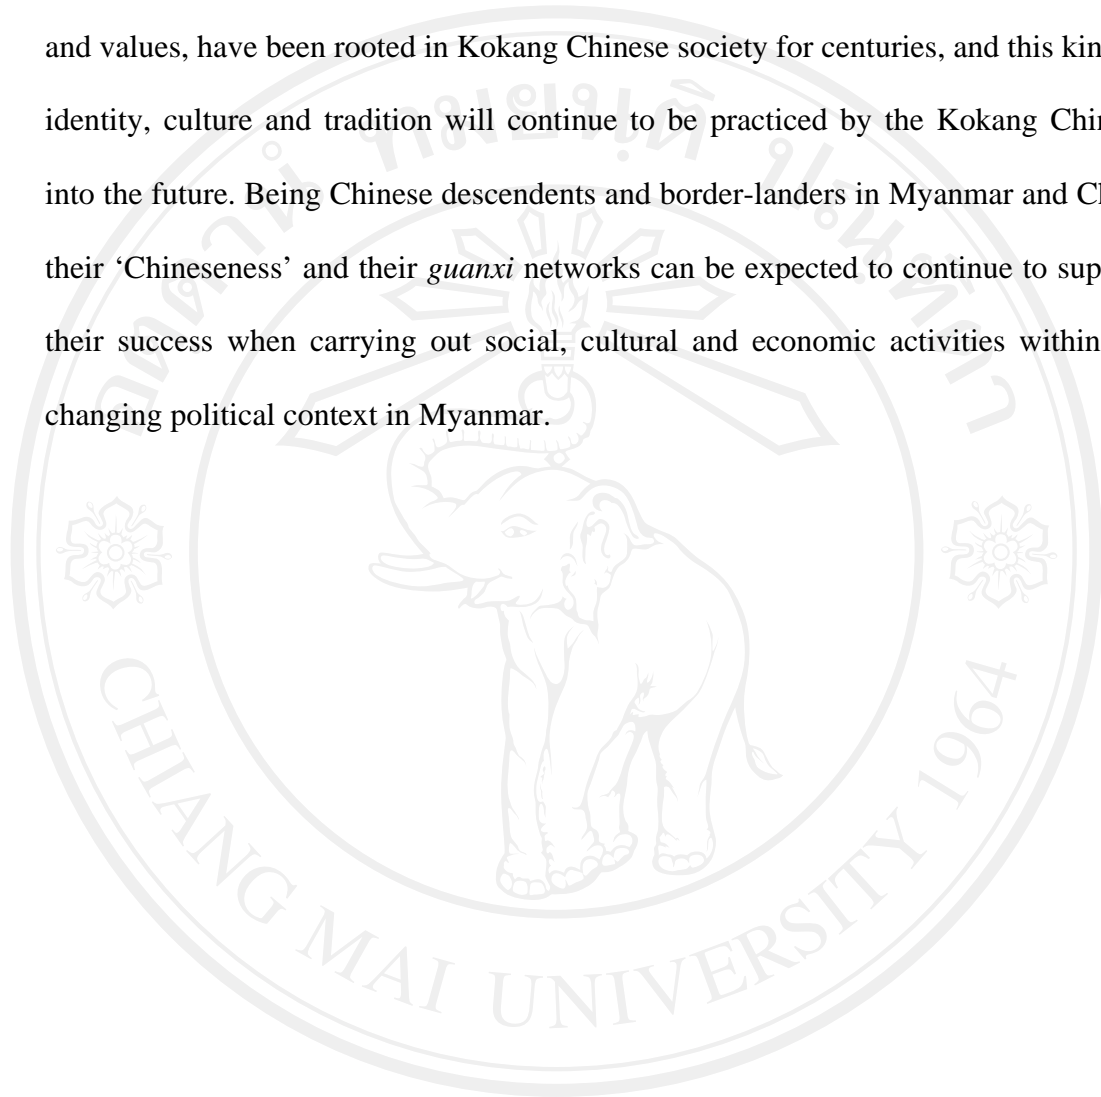 and values, have been rooted in Kokang Chinese society for centuries, and this kin
identity, culture and tradition will continue to be practiced by the Kokang Chi
into the future. Being Chinese descendents and border-landers in Myanmar and C
their ‘Chineseness’ and their guanxi networks can be expected to continue to sup
their success when carrying out social, cultural and economic activities within
changing political context in Myanmar.
CHIANG MAI UNIVERSITY 1964